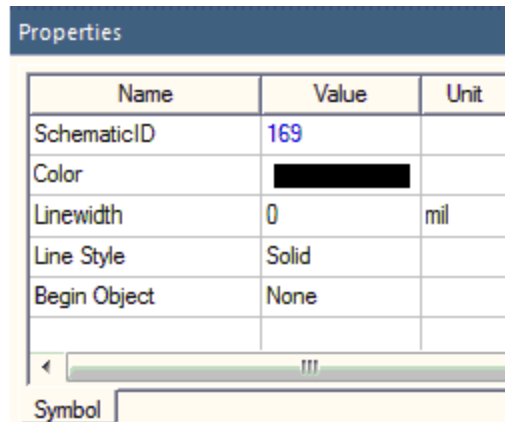 Properties
Name Value Unit
SchematicID 169
Color
Linewidth 0 mil
Line Style Solid
Begin Object None
Symbol